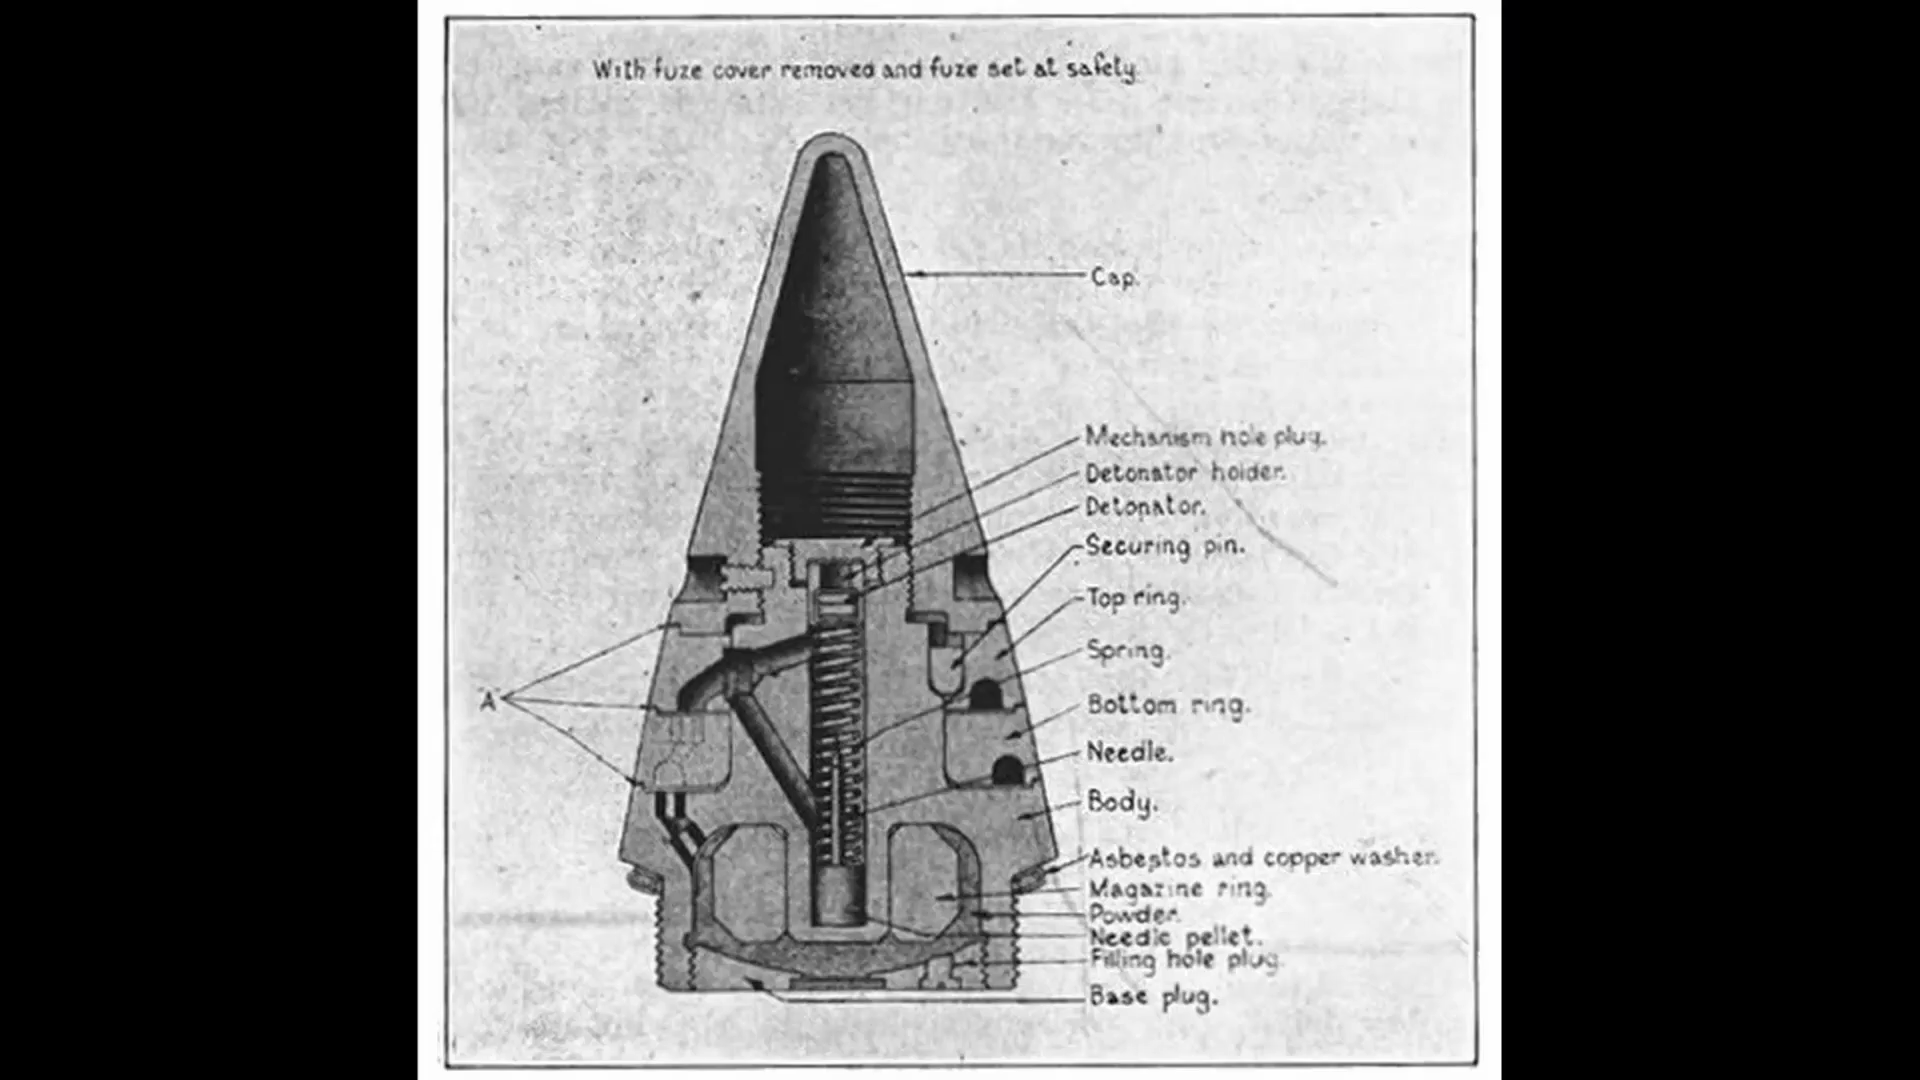 With fuze cover removed and fuze set at safety.
Cap.
Mechanism hole plug.
Detonator holder.
Detonator.
Securing pin.
Top ring.
Spring.
A
Bottom ring.
Needle.
Body.
Asbestos and copper washer.
Magazine ring.
Powder.
Needle pellet.
Filling hole plug.
Base plug.